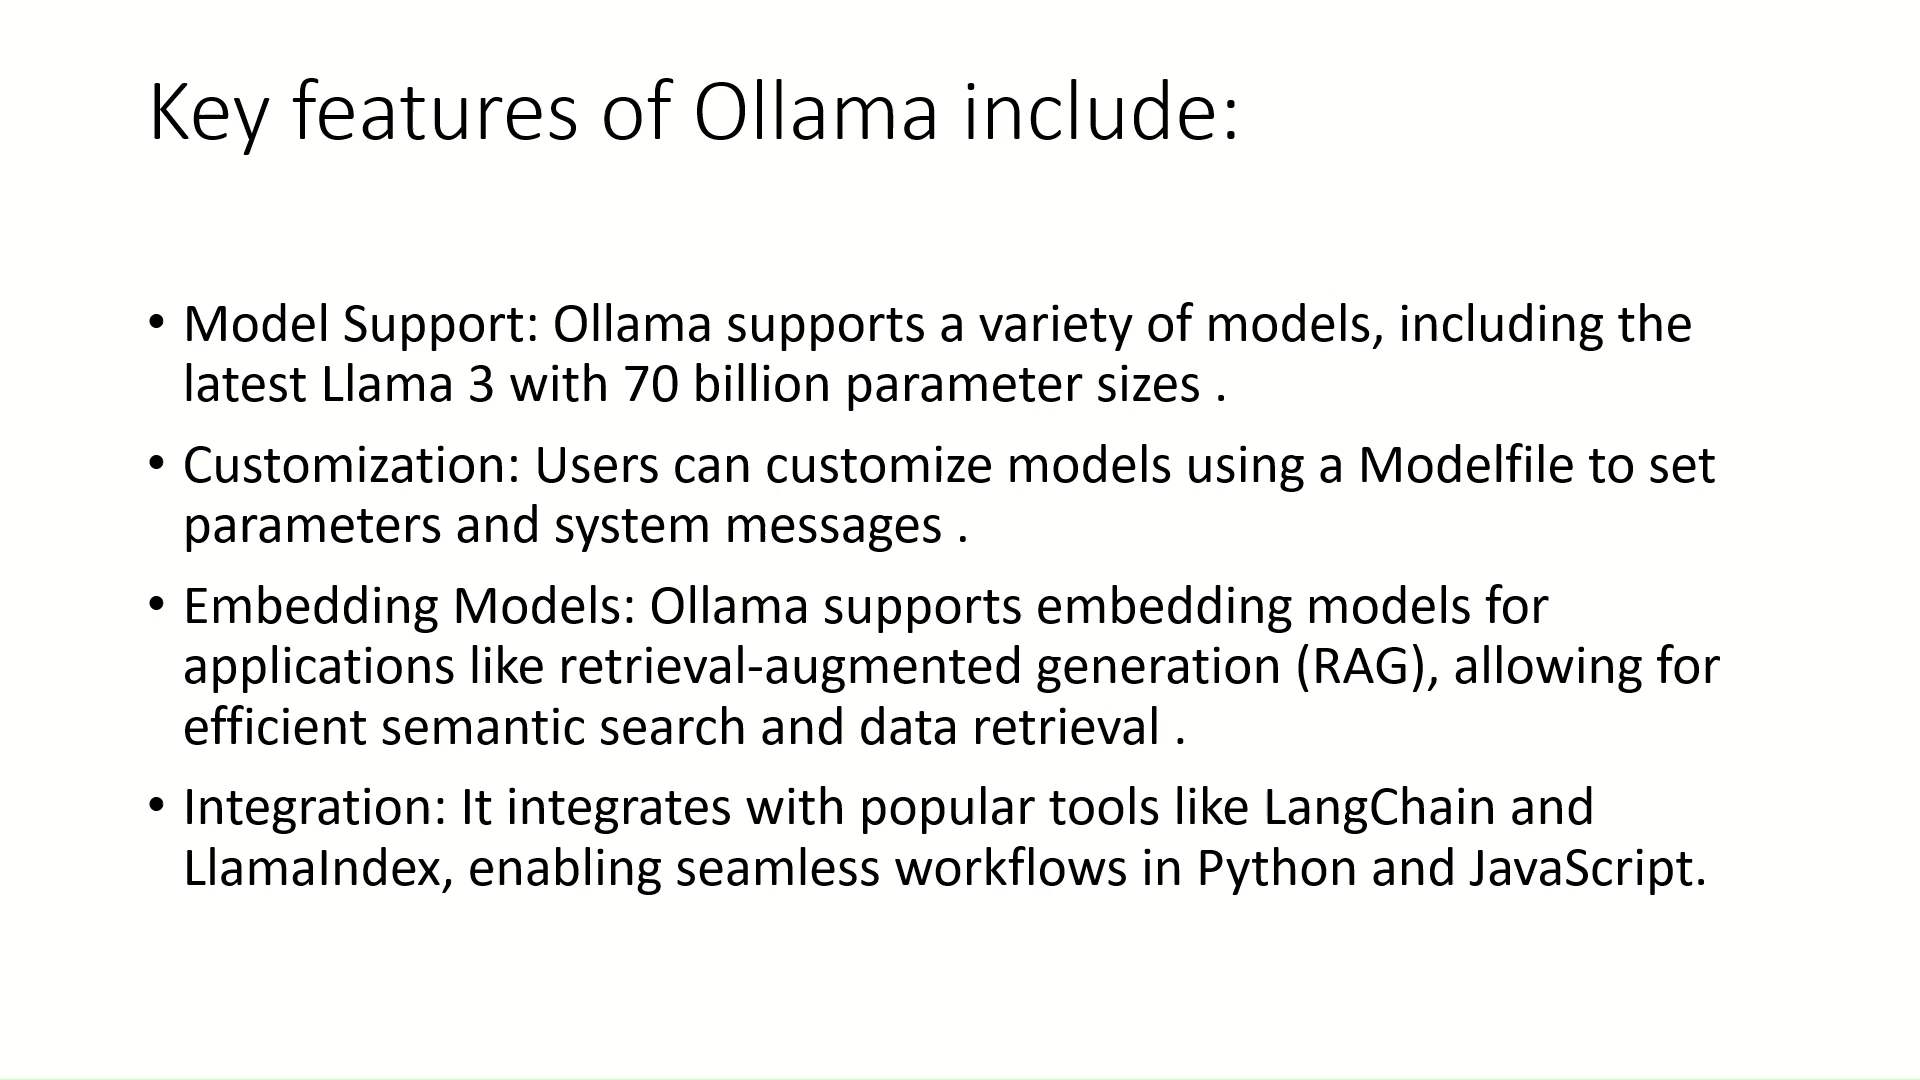 Key features of Ollama include:
• Model Support: Ollama supports a variety of models, including the
latest Llama 3 with 70 billion parameter sizes .
• Customization: Users can customize models using a Modelfile to set
parameters and system messages .
• Embedding Models: Ollama supports embedding models for
applications like retrieval-augmented generation (RAG), allowing for
efficient semantic search and data retrieval .
• Integration: It integrates with popular tools like LangChain and
LlamaIndex, enabling seamless workflows in Python and JavaScript.